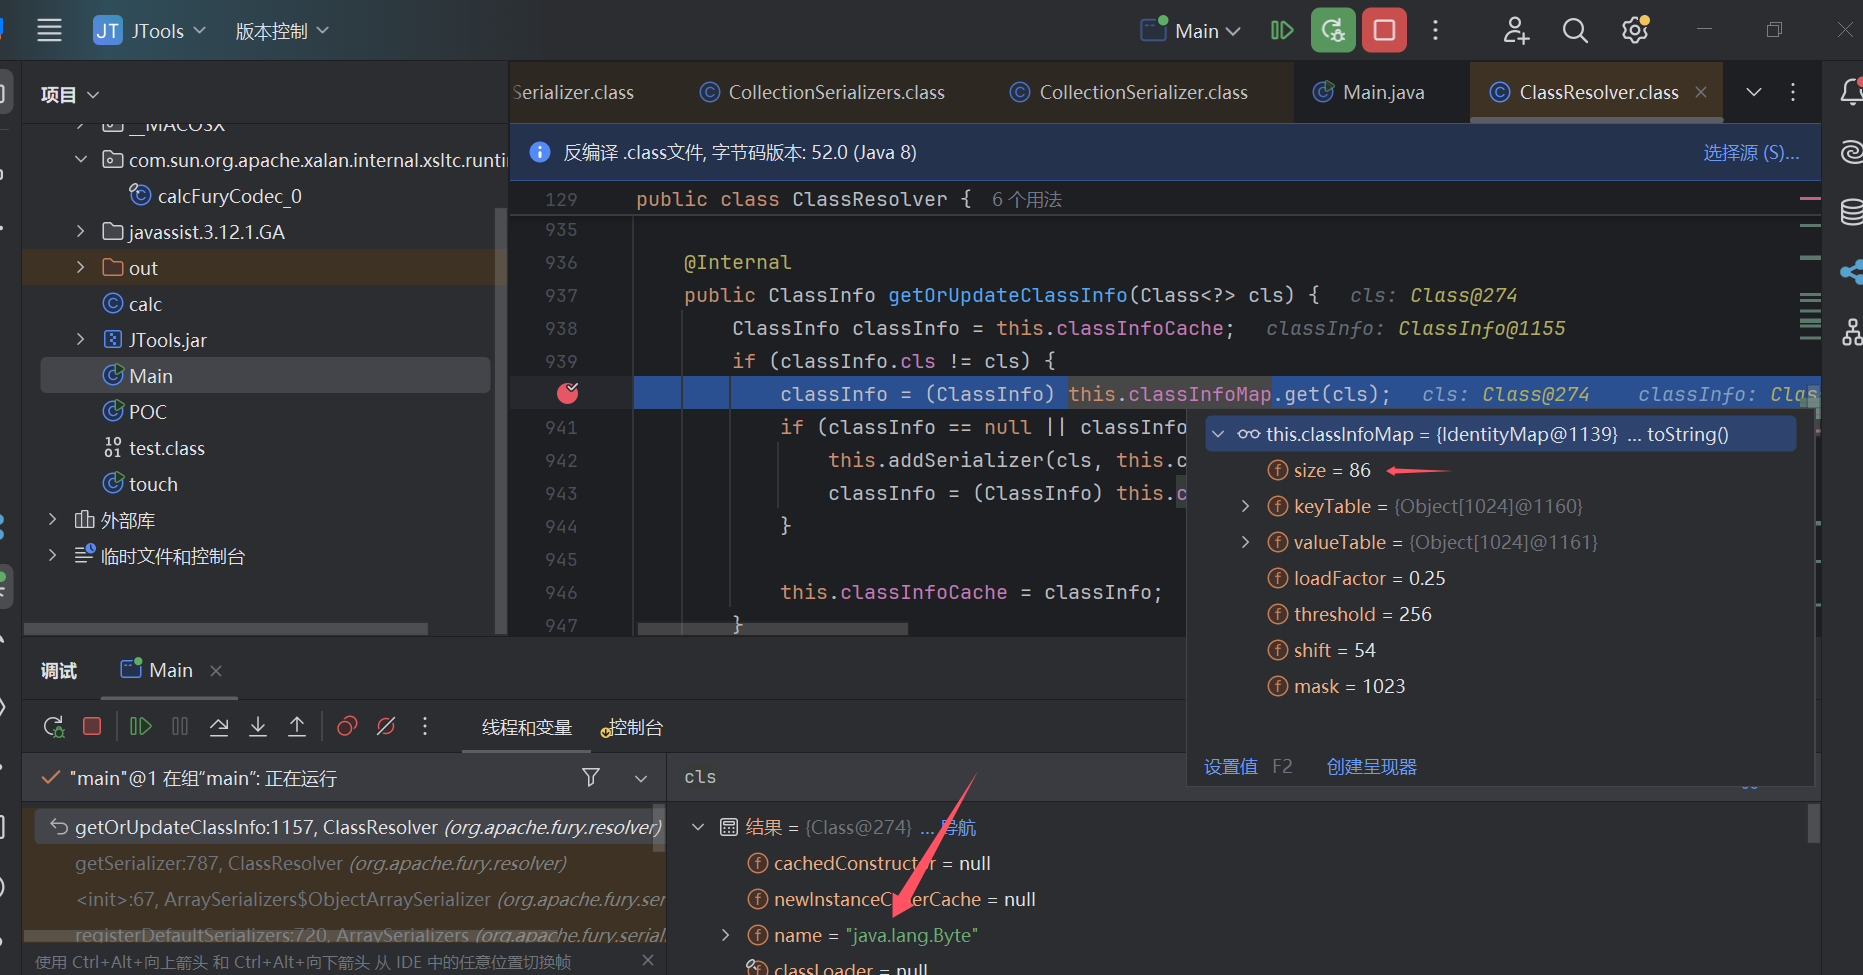 JT JTools 版本控制 Main
项目
Serializer.class CollectionSerializers.class CollectionSerializer.class Main.java ClassResolver.class
__MACOSX
com.sun.org.apache.xalan.internal.xsltc.runti
calcFuryCodec_0
javassist.3.12.1.GA
out
calc
JTools.jar
Main
POC
test.class
touch
外部库
临时文件和控制台
反编译 .class文件, 字节码版本: 52.0 (Java 8) 选择源 (S)...
129 public class ClassResolver { 6 个用法
935
936 @Internal
937 public ClassInfo getOrUpdateClassInfo(Class<?> cls) { cls: Class@274
938 ClassInfo classInfo = this.classInfoCache; classInfo: ClassInfo@1155
939 if (classInfo.cls != cls) {
classInfo = (ClassInfo) this.classInfoMap.get(cls); cls: Class@274 classInfo: Clas
941 if (classInfo == null || classInfo
942 this.addSerializer(cls, this.c
943 classInfo = (ClassInfo) this.c
944 }
945
946 this.classInfoCache = classInfo;
947 }
this.classInfoMap = {IdentityMap@1139} ... toString()
size = 86
keyTable = {Object[1024]@1160}
valueTable = {Object[1024]@1161}
loadFactor = 0.25
threshold = 256
shift = 54
mask = 1023
设置值 F2 创建呈现器
调试 Main
线程和变量 控制台
"main"@1 在组“main”: 正在运行
getOrUpdateClassInfo:1157, ClassResolver (org.apache.fury.resolver)
getSerializer:787, ClassResolver (org.apache.fury.resolver)
<init>:67, ArraySerializers$ObjectArraySerializer (org.apache.fury.ser
registerDefaultSerializers:720, ArraySerializers (org.apache.fury.serial
使用 Ctrl+Alt+向上箭头 和 Ctrl+Alt+向下箭头 从 IDE 中的任意位置切换帧
cls
结果 = {Class@274} ... 导航
cachedConstructor = null
= null
name = "java.lang.Byte"
classLoader = null